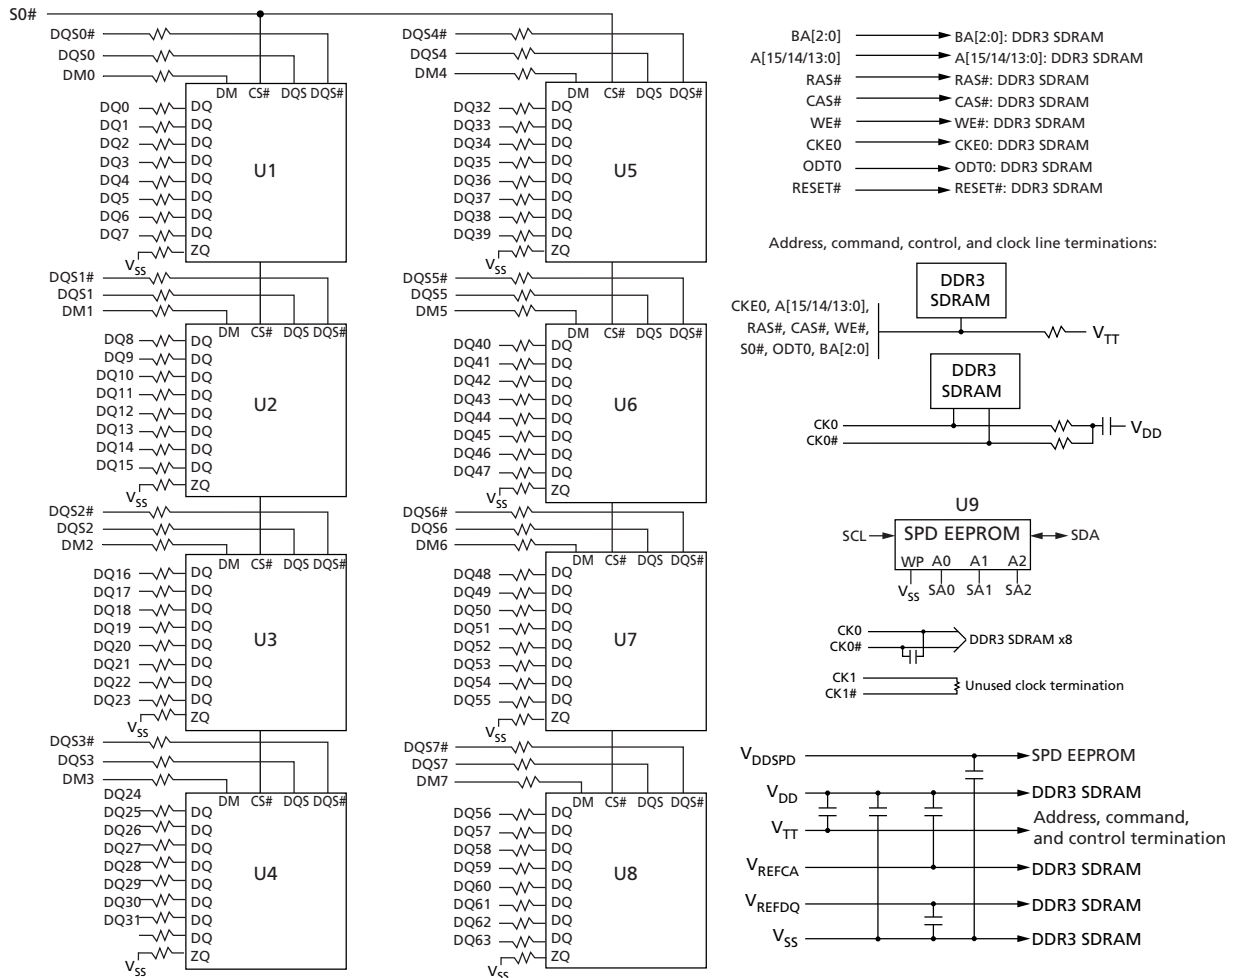 S0#
DQS0#
DQS0
DM0
DM CS# DQS DQS#
DQ0 DQ
DQ1 DQ
DQ2 DQ
DQ3 DQ
DQ4 DQ
DQ5 DQ
DQ6 DQ
DQ7 DQ
VSS ZQ
U1
DQS1#
DQS1
DM1
DM CS# DQS DQS#
DQ8 DQ
DQ9 DQ
DQ10 DQ
DQ11 DQ
DQ12 DQ
DQ13 DQ
DQ14 DQ
DQ15 DQ
VSS ZQ
U2
DQS2#
DQS2
DM2
DM CS# DQS DQS#
DQ16 DQ
DQ17 DQ
DQ18 DQ
DQ19 DQ
DQ20 DQ
DQ21 DQ
DQ22 DQ
DQ23 DQ
VSS ZQ
U3
DQS3#
DQS3
DM3
DM CS# DQS DQS#
DQ24
DQ25 DQ
DQ26 DQ
DQ27 DQ
DQ28 DQ
DQ29 DQ
DQ30 DQ
DQ31 DQ
DQ
VSS ZQ
U4
DQS4#
DQS4
DM4
DM CS# DQS DQS#
DQ32 DQ
DQ33 DQ
DQ34 DQ
DQ35 DQ
DQ36 DQ
DQ37 DQ
DQ38 DQ
DQ39 DQ
VSS ZQ
U5
DQS5#
DQS5
DM5
DM CS# DQS DQS#
DQ40 DQ
DQ41 DQ
DQ42 DQ
DQ43 DQ
DQ44 DQ
DQ45 DQ
DQ46 DQ
DQ47 DQ
VSS ZQ
U6
DQS6#
DQS6
DM6
DM CS# DQS DQS#
DQ48 DQ
DQ49 DQ
DQ50 DQ
DQ51 DQ
DQ52 DQ
DQ53 DQ
DQ54 DQ
DQ55 DQ
VSS ZQ
U7
DQS7#
DQS7
DM7
DM CS# DQS DQS#
DQ56 DQ
DQ57 DQ
DQ58 DQ
DQ59 DQ
DQ60 DQ
DQ61 DQ
DQ62 DQ
DQ63 DQ
VSS ZQ
U8
BA[2:0] BA[2:0]: DDR3 SDRAM
A[15/14/13:0] A[15/14/13:0]: DDR3 SDRAM
RAS# RAS#: DDR3 SDRAM
CAS# CAS#: DDR3 SDRAM
WE# WE#: DDR3 SDRAM
CKE0 CKE0: DDR3 SDRAM
ODT0 ODT0: DDR3 SDRAM
RESET# RESET#: DDR3 SDRAM
Address, command, control, and clock line terminations:
DDR3
SDRAM
CKE0, A[15/14/13:0],
RAS#, CAS#, WE#,
S0#, ODT0, BA[2:0]
VTT
DDR3
SDRAM
CK0
CK0#
VDD
U9
SCL SPD EEPROM SDA
WP A0 A1 A2
VSS SA0 SA1 SA2
CK0
CK0#
DDR3 SDRAM x8
CK1
CK1#
Unused clock termination
VDDSPD SPD EEPROM
VDD DDR3 SDRAM
VTT Address, command,
and control termination
VREFCA DDR3 SDRAM
VREFDQ DDR3 SDRAM
VSS DDR3 SDRAM